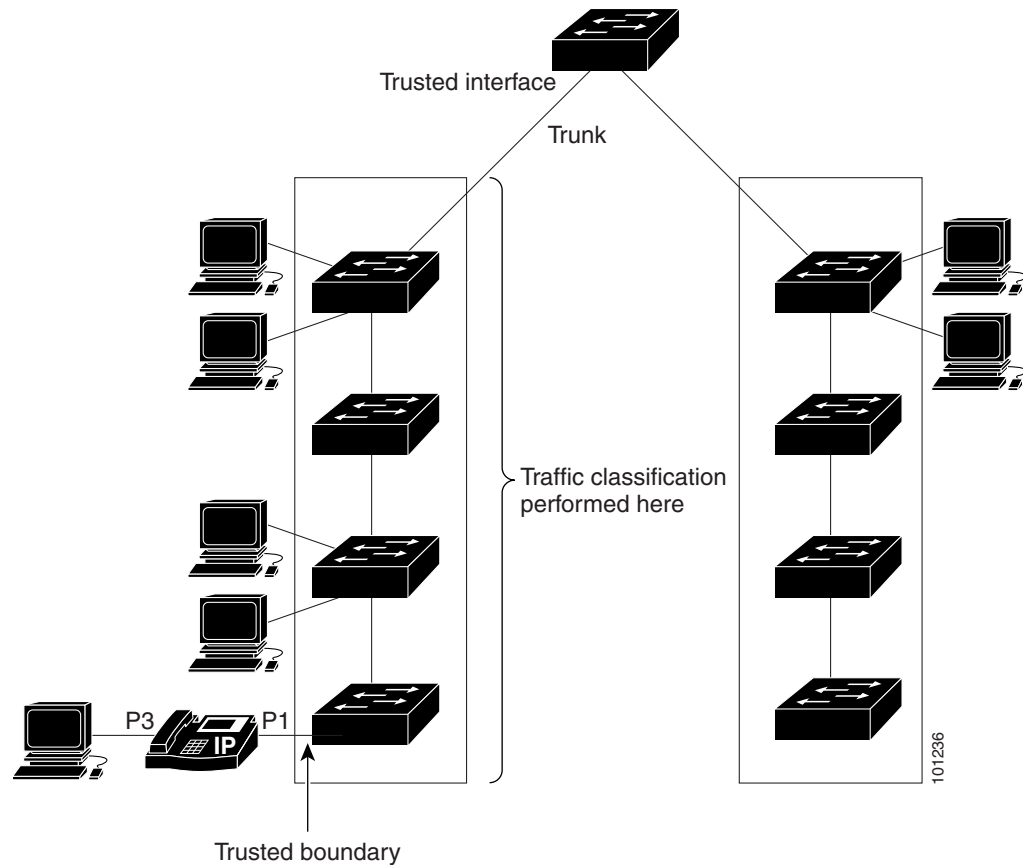 Trusted interface
Trunk
Traffic classification
performed here
P3
IP
P1
101236
Trusted boundary